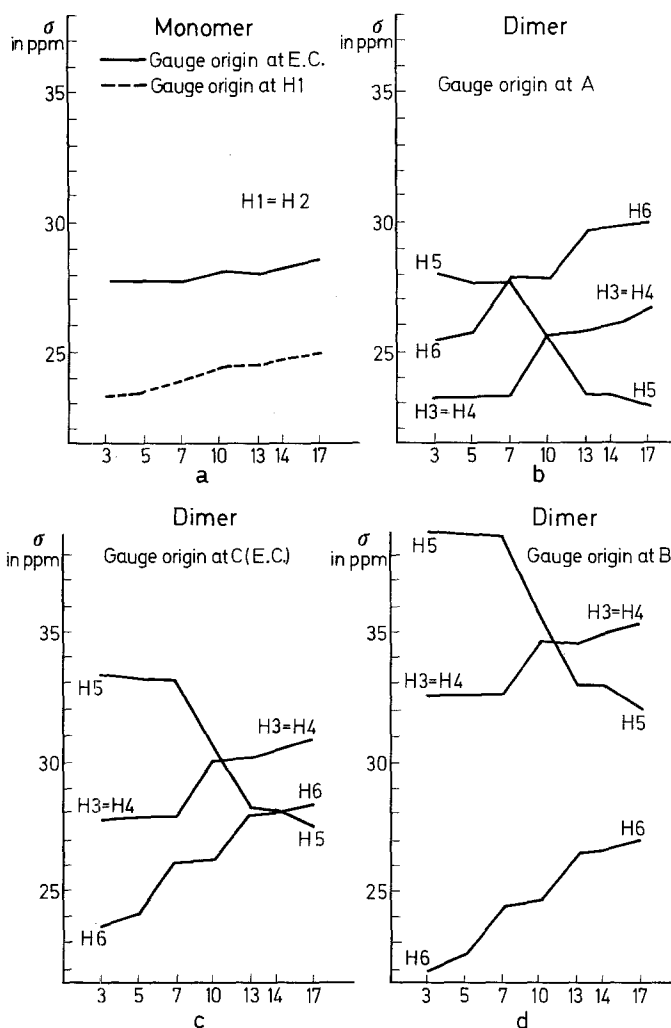 σ
in ppm
Monomer
Gauge origin at E.C.
Gauge origin at H1
35
H1 = H2
30
25
3 5 7 10 13 14 17
a
Dimer
Gauge origin at A
H6
H5
H3=H4
H6
H3=H4
H5
3 5 7 10 13 14 17
b
Dimer
σ
in ppm
Gauge origin at C (E.C.)
35
H5
H3=H4
30
H6
H3=H4
H5
25
H6
3 5 7 10 13 14 17
c
σ
in ppm
Dimer
Gauge origin at B
H5
H3=H4
35
H3=H4
H5
30
H6
25
H6
3 5 7 10 13 14 17
d
σ
in ppm
35
30
25